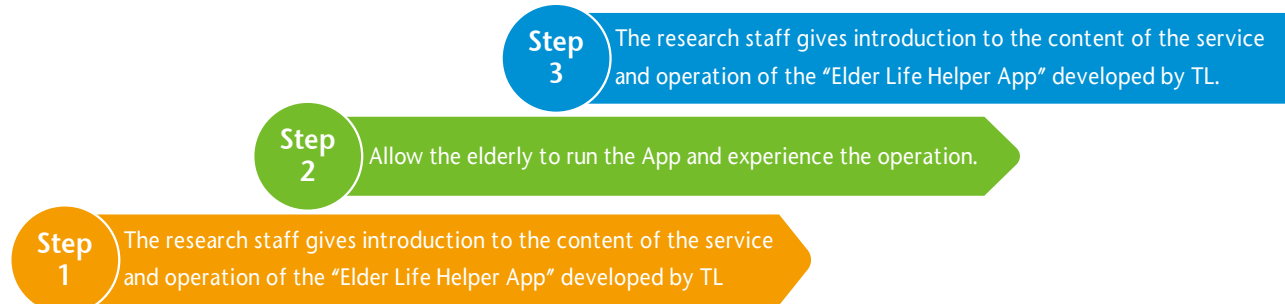 Step
3
The research staff gives introduction to the content of the service
and operation of the “Elder Life Helper App” developed by TL.
Step
2
Allow the elderly to run the App and experience the operation.
Step
1
The research staff gives introduction to the content of the service
and operation of the “Elder Life Helper App” developed by TL